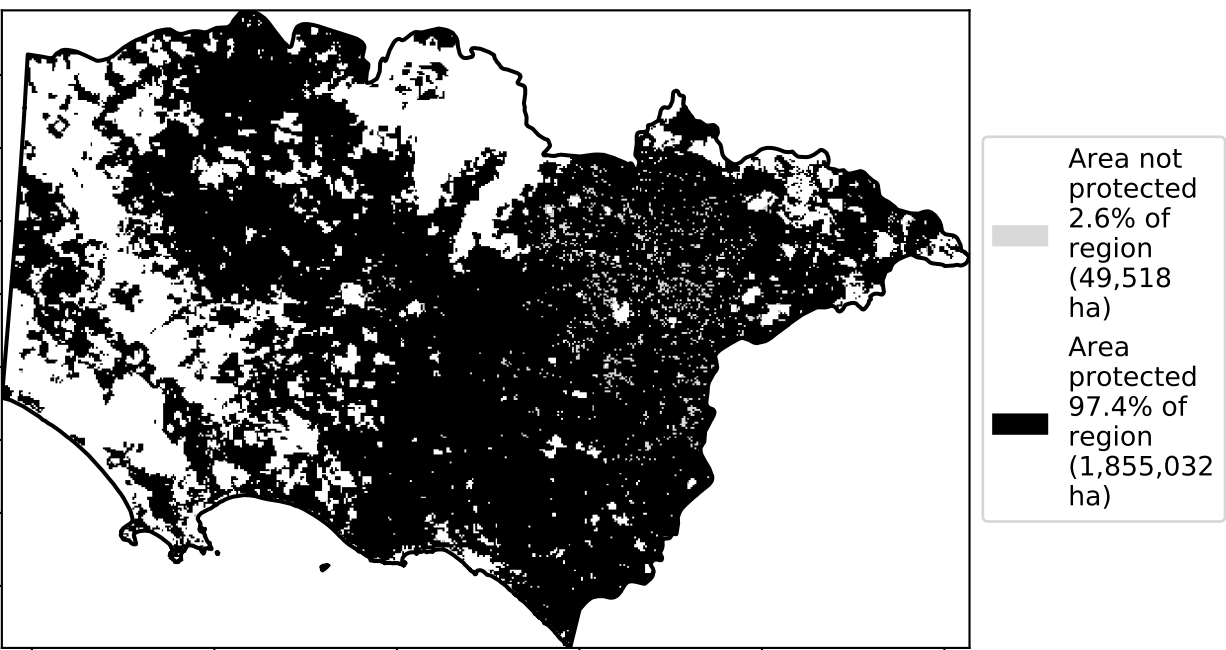 Area not
protected
2.6% of
region
(49,518
ha)
Area
protected
97.4% of
region
(1,855,032
ha)